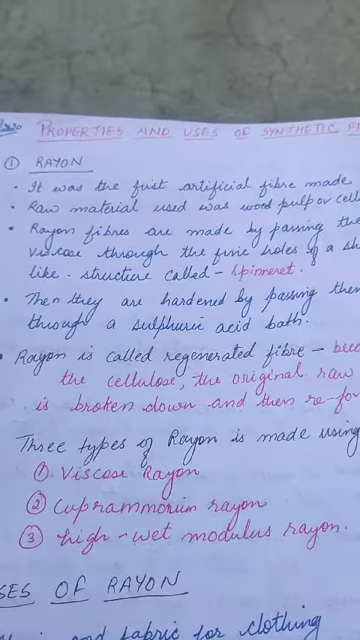 PROPERTIES AND USES OF SYNTHETIC
① RAYON
• It was the first artificial fibre made
• Raw material used was wood pulp or
• Rayon fibres are made by passing the
viscose through the fine holes of a
like - structure called - Spinneret.
• Then they are hardened by passing them
through a sulphuric acid bath.
• Rayon is called regenerated fibre -
the cellulose, the original raw
is broken down and then
Three types of Rayon is made using
①. Viscose Rayon
② Cuprammonium rayon
③ high - wet modulus rayon.
OF RAYON
and fabric for clothing